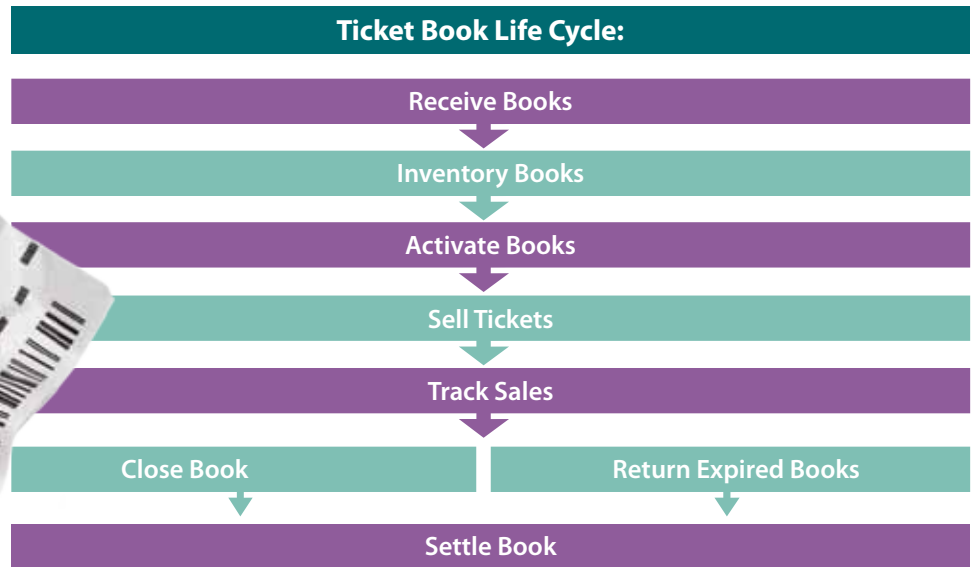 Ticket Book Life Cycle:
Receive Books
Inventory Books
Activate Books
Sell Tickets
Track Sales
Close Book
Return Expired Books
Settle Book